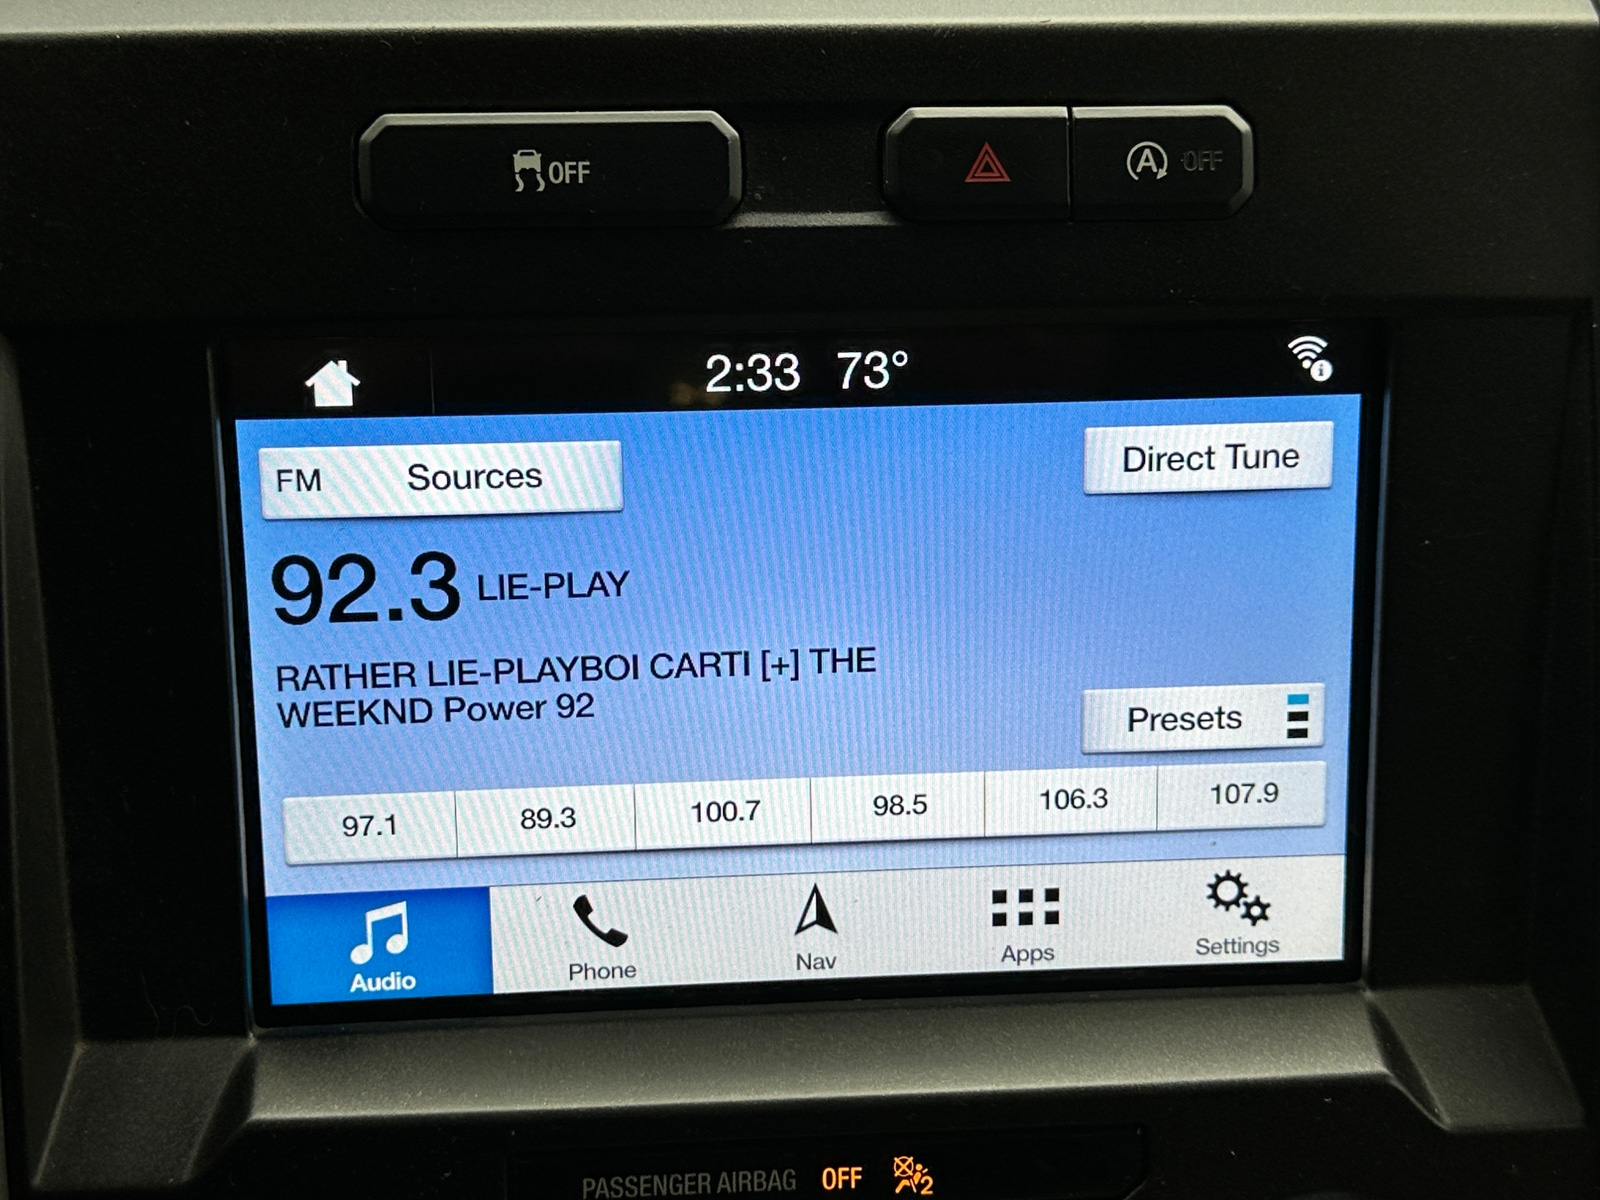 OFF
A OFF
2:33 73°
FM Sources
Direct Tune
92.3 LIE-PLAY
RATHER LIE-PLAYBOI CARTI [+] THE
WEEKND Power 92
Presets
97.1 89.3 100.7 98.5 106.3 107.9
Audio Phone Nav Apps Settings
PASSENGER AIRBAG OFF 2